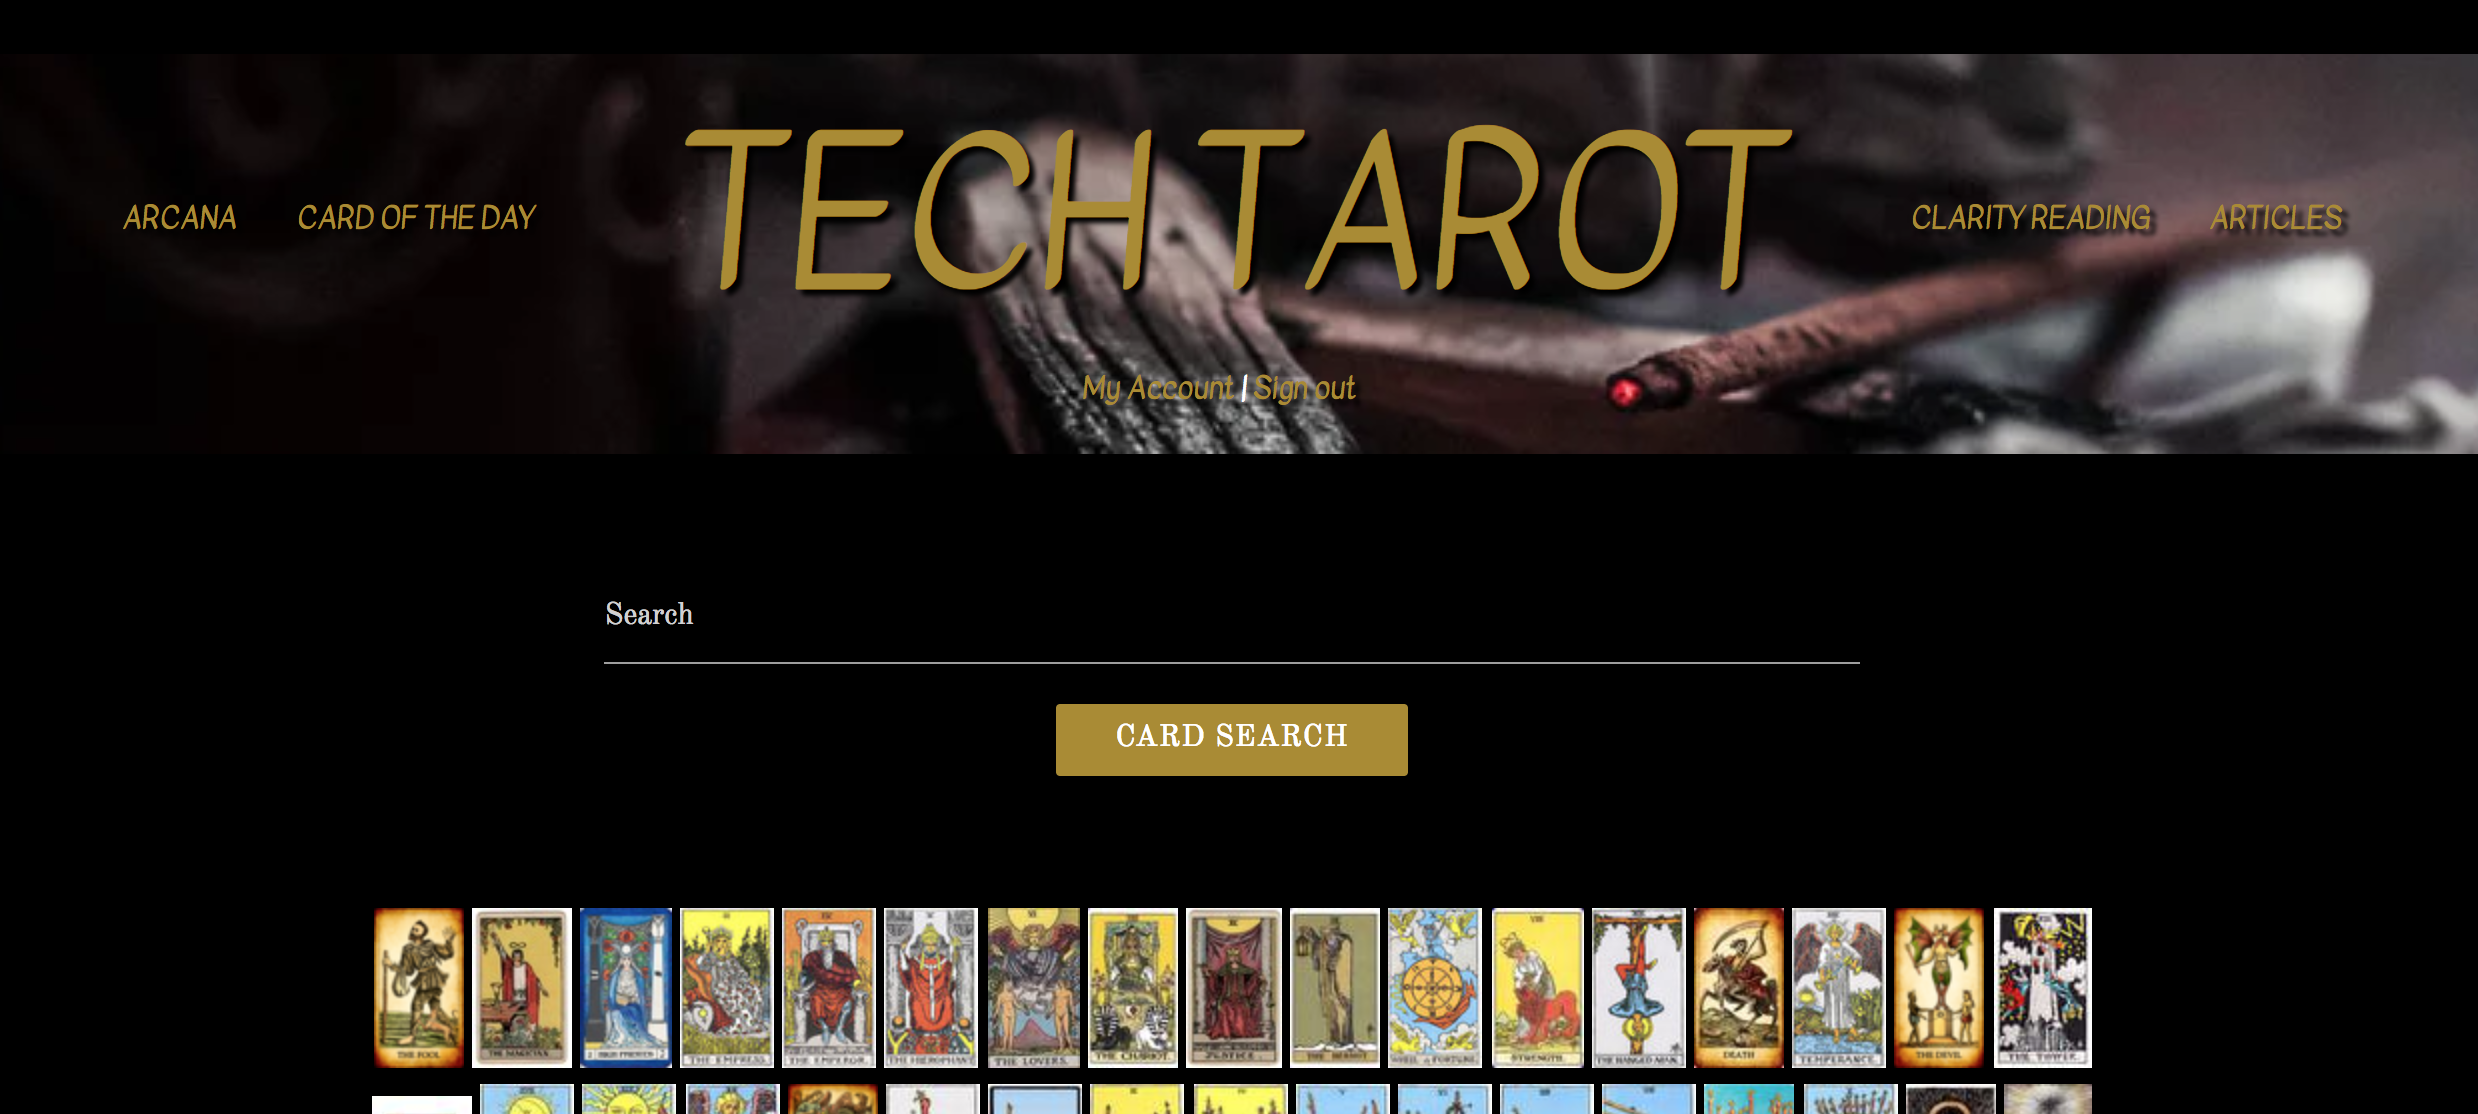 TECH TAROT
ARCANA
CARD OF THE DAY
CLARITY READING
ARTICLES
My Account | Sign out
Search
CARD SEARCH
THE FOOL
THE MAGICIAN
HIGH PRIESTESS
THE EMPRESS.
THE EMPEROR.
THE HIEROPHANT
THE LOVERS.
THE CHARIOT.
JUSTICE.
THE HERMIT
WHEEL of FORTUNE.
STRENGTH.
THE HANGED MAN.
DEATH
TEMPERANCE.
THE DEVIL
THE TOWER.